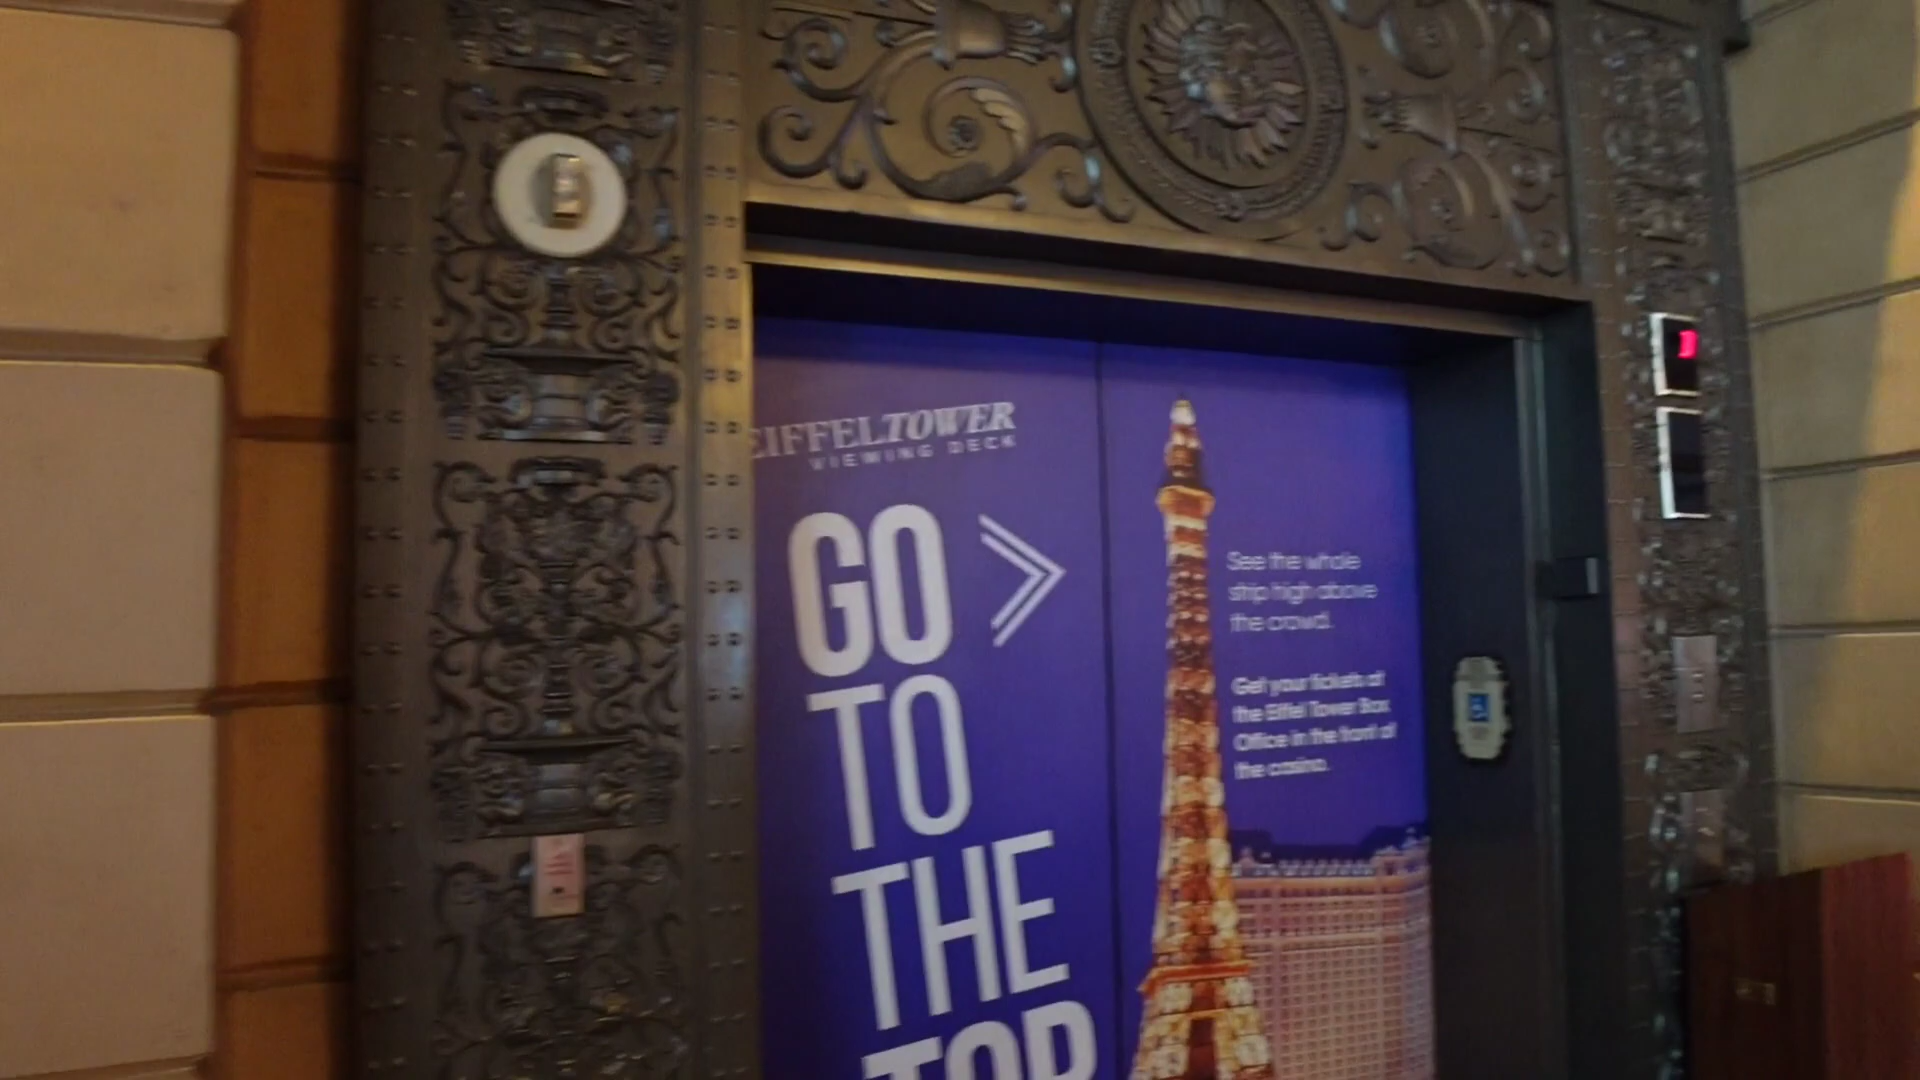 EIFFELTOWER
VIEWING DECK
GO
TO
THE
TOP
See the whole
strip high above
the crowd.
Get your tickets at
the Eiffel Tower Box
Office in the front of
the casino.